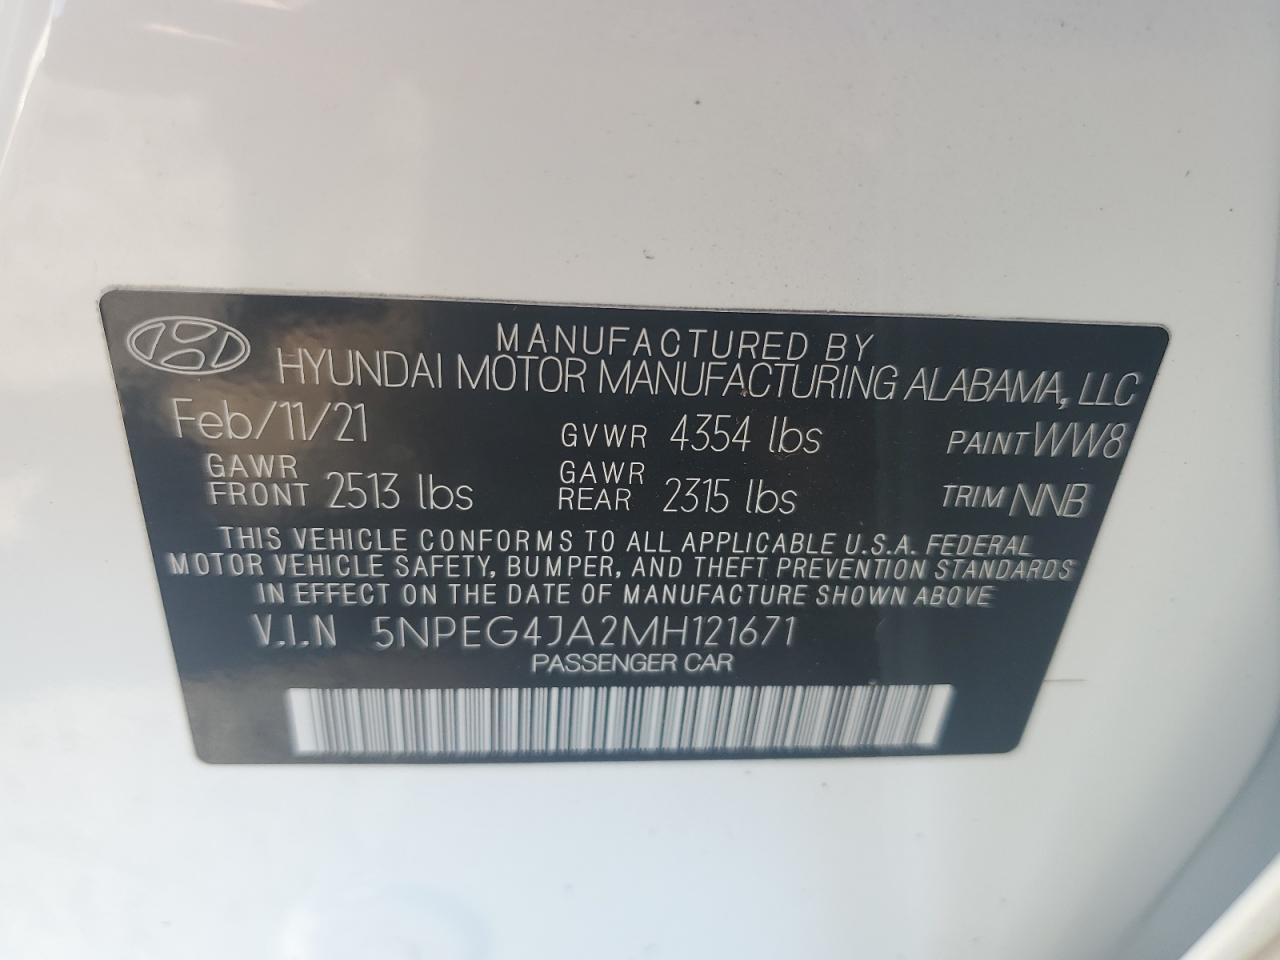 MANUFACTURED BY
HYUNDAI MOTOR MANUFACTURING ALABAMA, LLC
Feb/11/21 GVWR 4354 lbs PAINT WW8
GAWR FRONT 2513 lbs GAWR REAR 2315 lbs TRIM NNB
THIS VEHICLE CONFORMS TO ALL APPLICABLE U.S.A. FEDERAL
MOTOR VEHICLE SAFETY, BUMPER, AND THEFT PREVENTION STANDARDS
IN EFFECT ON THE DATE OF MANUFACTURE SHOWN ABOVE
V.I.N 5NPEG4JA2MH121671
PASSENGER CAR